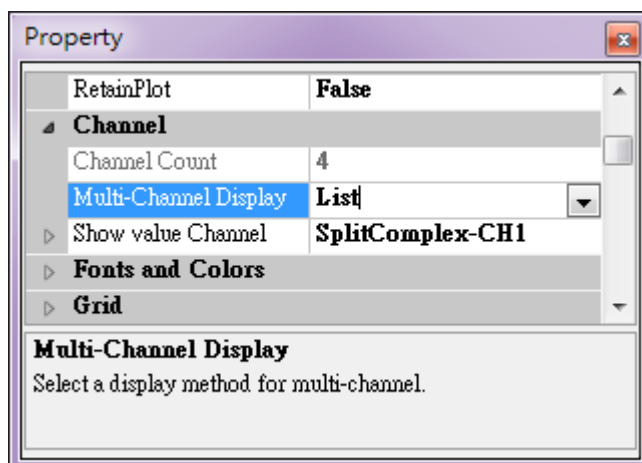 Property
RetainPlot False
Channel
Channel Count 4
Multi-Channel Display List
Show value Channel SplitComplex-CH1
Fonts and Colors
Grid
Multi-Channel Display
Select a display method for multi-channel.